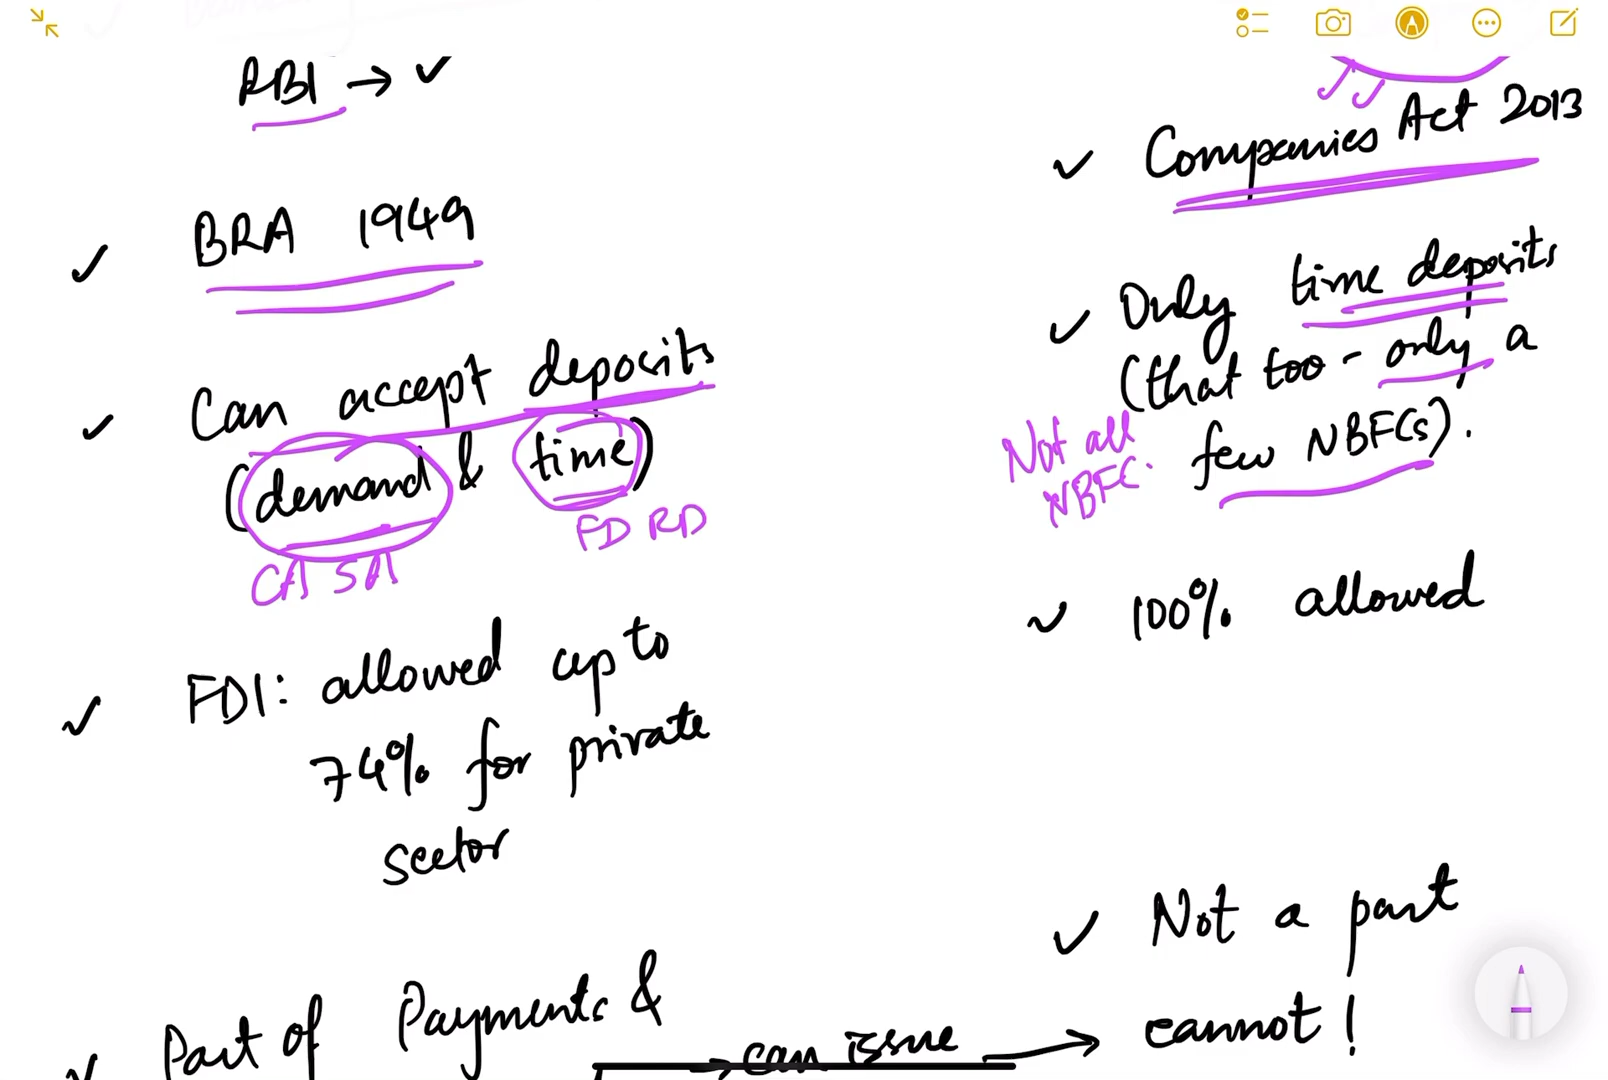 RBI → ✓
✓ BRA 1949
✓ Can accept deposits
(demand & time)
CA SA
FD RD
✓ FDI: allowed upto
74% for private
sector
✓ Part of Payments &
→ can issue →
✓ Companies Act 2013
✓ Only time deposits
(that too - only a
few NBFCs).
Not all
NBFC.
✓ 100% allowed
✓ Not a part
cannot!